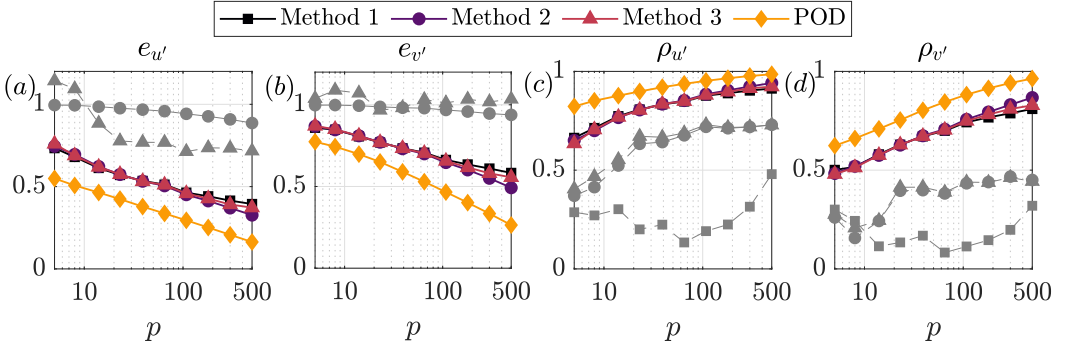 Method 1 Method 2 Method 3 POD
e_{u'} e_{v'} ρ_{u'} ρ_{v'}
(a) (b) (c) (d)
1 1 1 1
0.5 0.5 0.5 0.5
0 0 0 0
10 100 500 10 100 500 10 100 500 10 100 500
p p p p